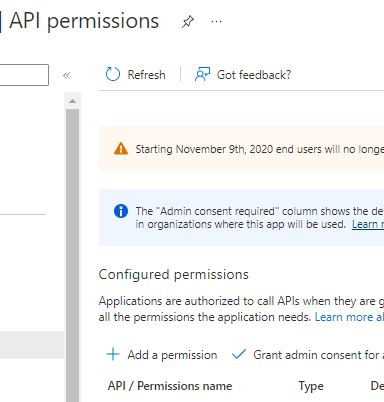 API permissions
Refresh
Got feedback?
Starting November 9th, 2020 end users will no longe
The "Admin consent required" column shows the de
in organizations where this app will be used. Learn
Configured permissions
Applications are authorized to call APIs when they are g
all the permissions the application needs. Learn more a
Add a permission
Grant admin consent for
API / Permissions name
Type
De